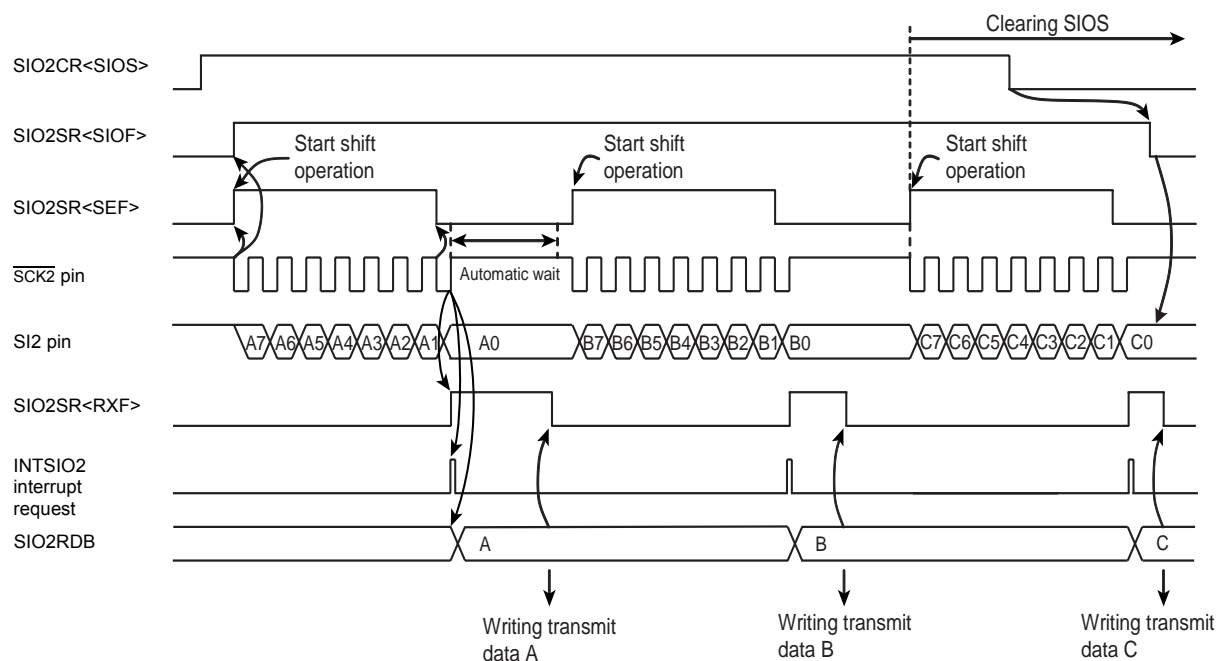 Clearing SIOS
SIO2CR<SIOS>
SIO2SR<SIOF>
Start shift
operation
Start shift
operation
Start shift
operation
SIO2SR<SEF>
SCK2 pin
Automatic wait
SI2 pin
A7 A6 A5 A4 A3 A2 A1 A0 B7 B6 B5 B4 B3 B2 B1 B0 C7 C6 C5 C4 C3 C2 C1 C0
SIO2SR<RXF>
INTSIO2
interrupt
request
SIO2RDB
A B C
Writing transmit
data A
Writing transmit
data B
Writing transmit
data C